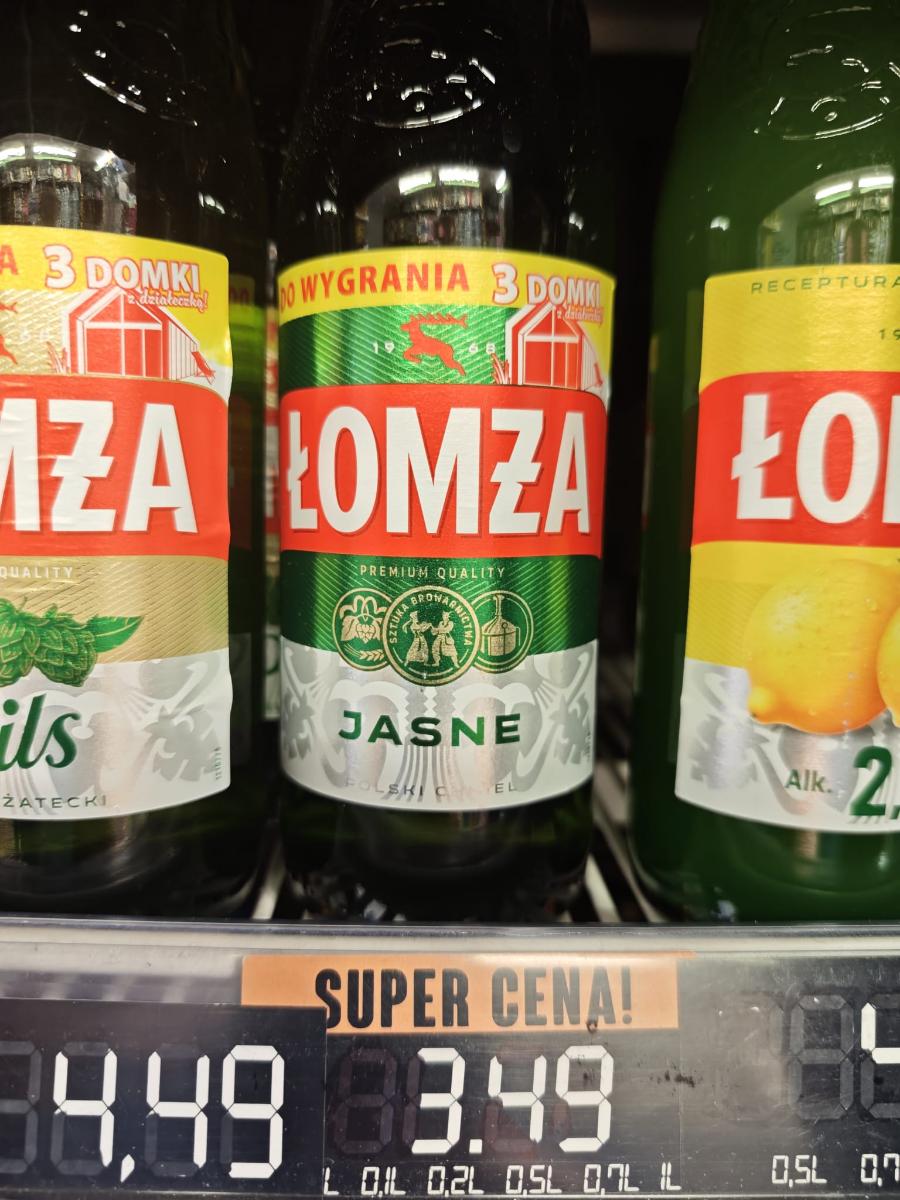 3 DOMKI
z działeczką!
MŻA
QUALITY
ils
ŻATECKI
DO WYGRANIA 3 DOMKI
z działeczką!
19 68
ŁOMŻA
PREMIUM QUALITY
SZTUKA BROWARNICTWA
JASNE
POLSKI CHMIEL
RECEPTURA
19
ŁO
Alk. 2,
SUPER CENA!
4,49
3.49
4
L 0,1L 0,2L 0,5L 0,7L 1L
0,5L 0,7